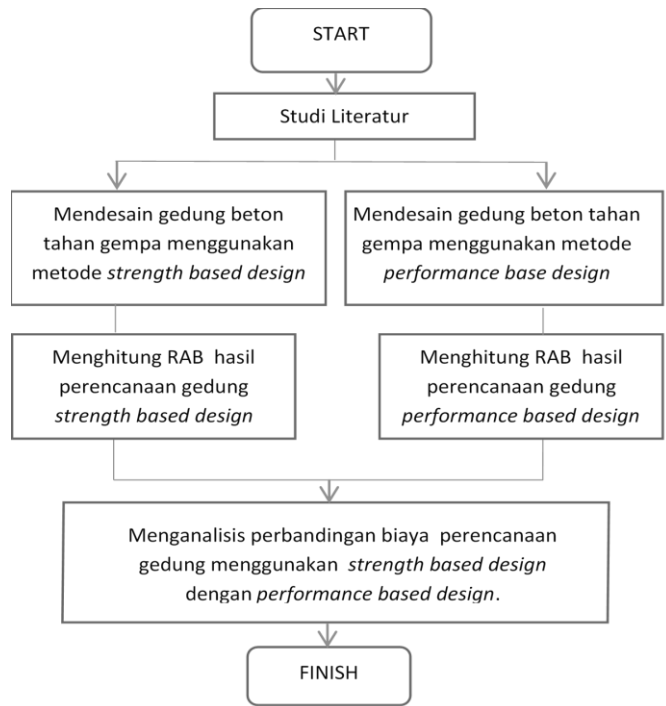 START
Studi Literatur
Mendesain gedung beton
tahan gempa menggunakan
metode strength based design
Mendesain gedung beton tahan
gempa menggunakan metode
performance base design
Menghitung RAB hasil
perencanaan gedung
strength based design
Menghitung RAB hasil
perencanaan gedung
performance based design
Menganalisis perbandingan biaya perencanaan
gedung menggunakan strength based design
dengan performance based design.
FINISH